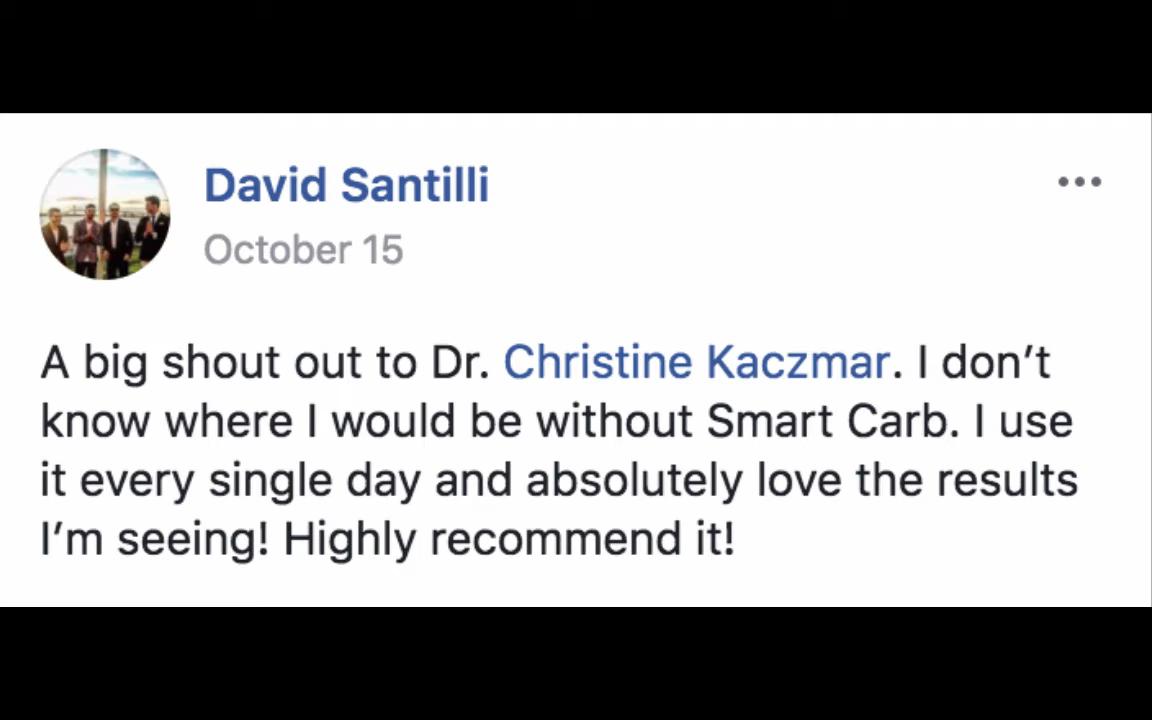 David Santilli
October 15
A big shout out to Dr. Christine Kaczmar. I don’t
know where I would be without Smart Carb. I use
it every single day and absolutely love the results
I’m seeing! Highly recommend it!